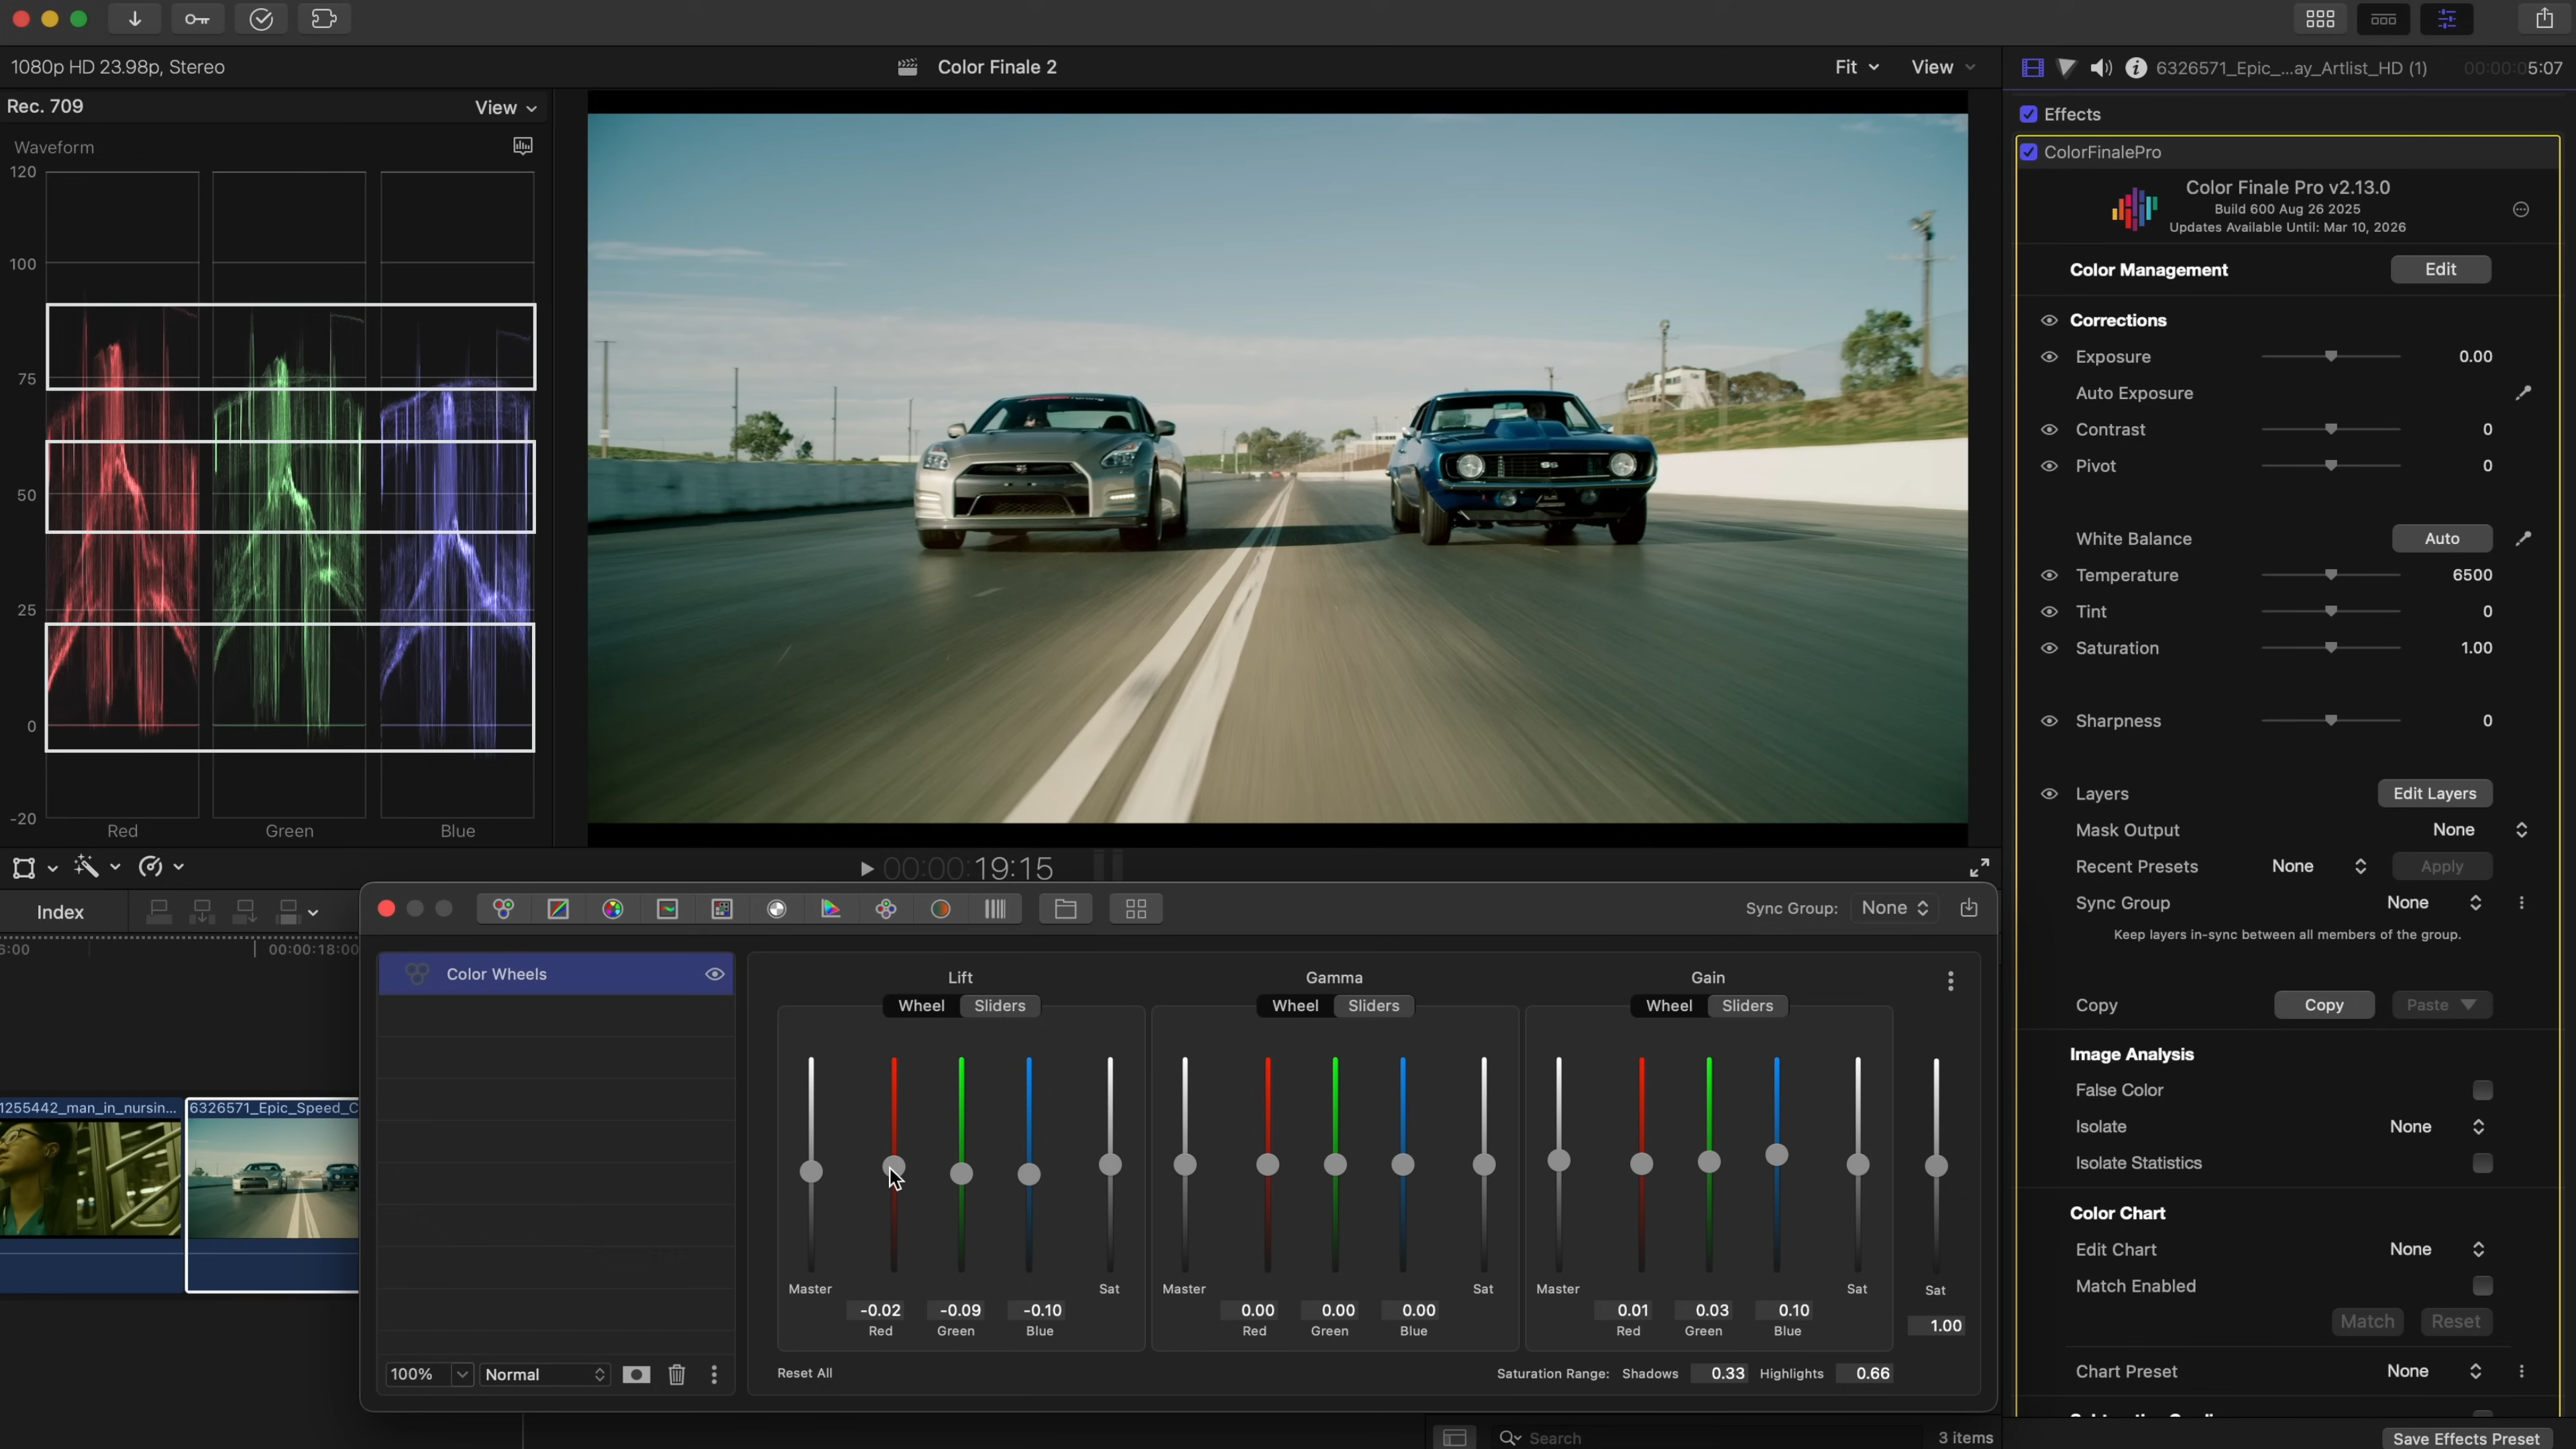 1080p HD 23.98p, Stereo
Color Finale 2
Fit
View
6326571_Epic_...ay_Artlist_HD (1)
00:00:05:07
Rec. 709
View
Waveform
120
100
75
50
25
0
-20
Red
Green
Blue
SS
Effects
ColorFinalePro
Color Finale Pro v2.13.0
Build 600 Aug 26 2025
Updates Available Until: Mar 10, 2026
Color Management
Edit
Corrections
Exposure
0.00
Auto Exposure
Contrast
0
Pivot
0
White Balance
Auto
Temperature
6500
Tint
0
Saturation
1.00
Sharpness
0
Layers
Edit Layers
Mask Output
None
Recent Presets
None
Apply
Sync Group
None
Keep layers in-sync between all members of the group.
Copy
Copy
Paste
Image Analysis
False Color
Isolate
None
Isolate Statistics
Color Chart
Edit Chart
None
Match Enabled
Match
Reset
Chart Preset
None
Save Effects Preset
00:00:19:15
Index
6:00
00:00:18:00
1255442_man_in_nursin...
6326571_Epic_Speed_C
Sync Group:
None
Color Wheels
100%
Normal
Lift
Wheel
Sliders
Master
Sat
-0.02
-0.09
-0.10
Red
Green
Blue
Gamma
Wheel
Sliders
Master
Sat
0.00
0.00
0.00
Red
Green
Blue
Gain
Wheel
Sliders
Master
Sat
0.01
0.03
0.10
Red
Green
Blue
Sat
1.00
Reset All
Saturation Range:
Shadows
0.33
Highlights
0.66
Search
3 items